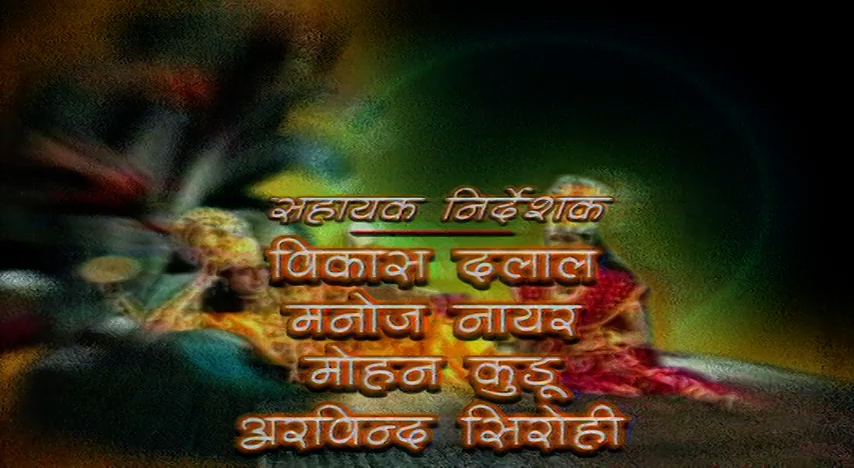 सहायक निर्देशक
विकास दलाल
मनोज नायर
मोहन कुडू
अरविन्द सिरोही